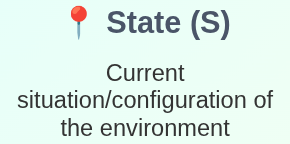 📍 State (S)
Current
situation/configuration of
the environment